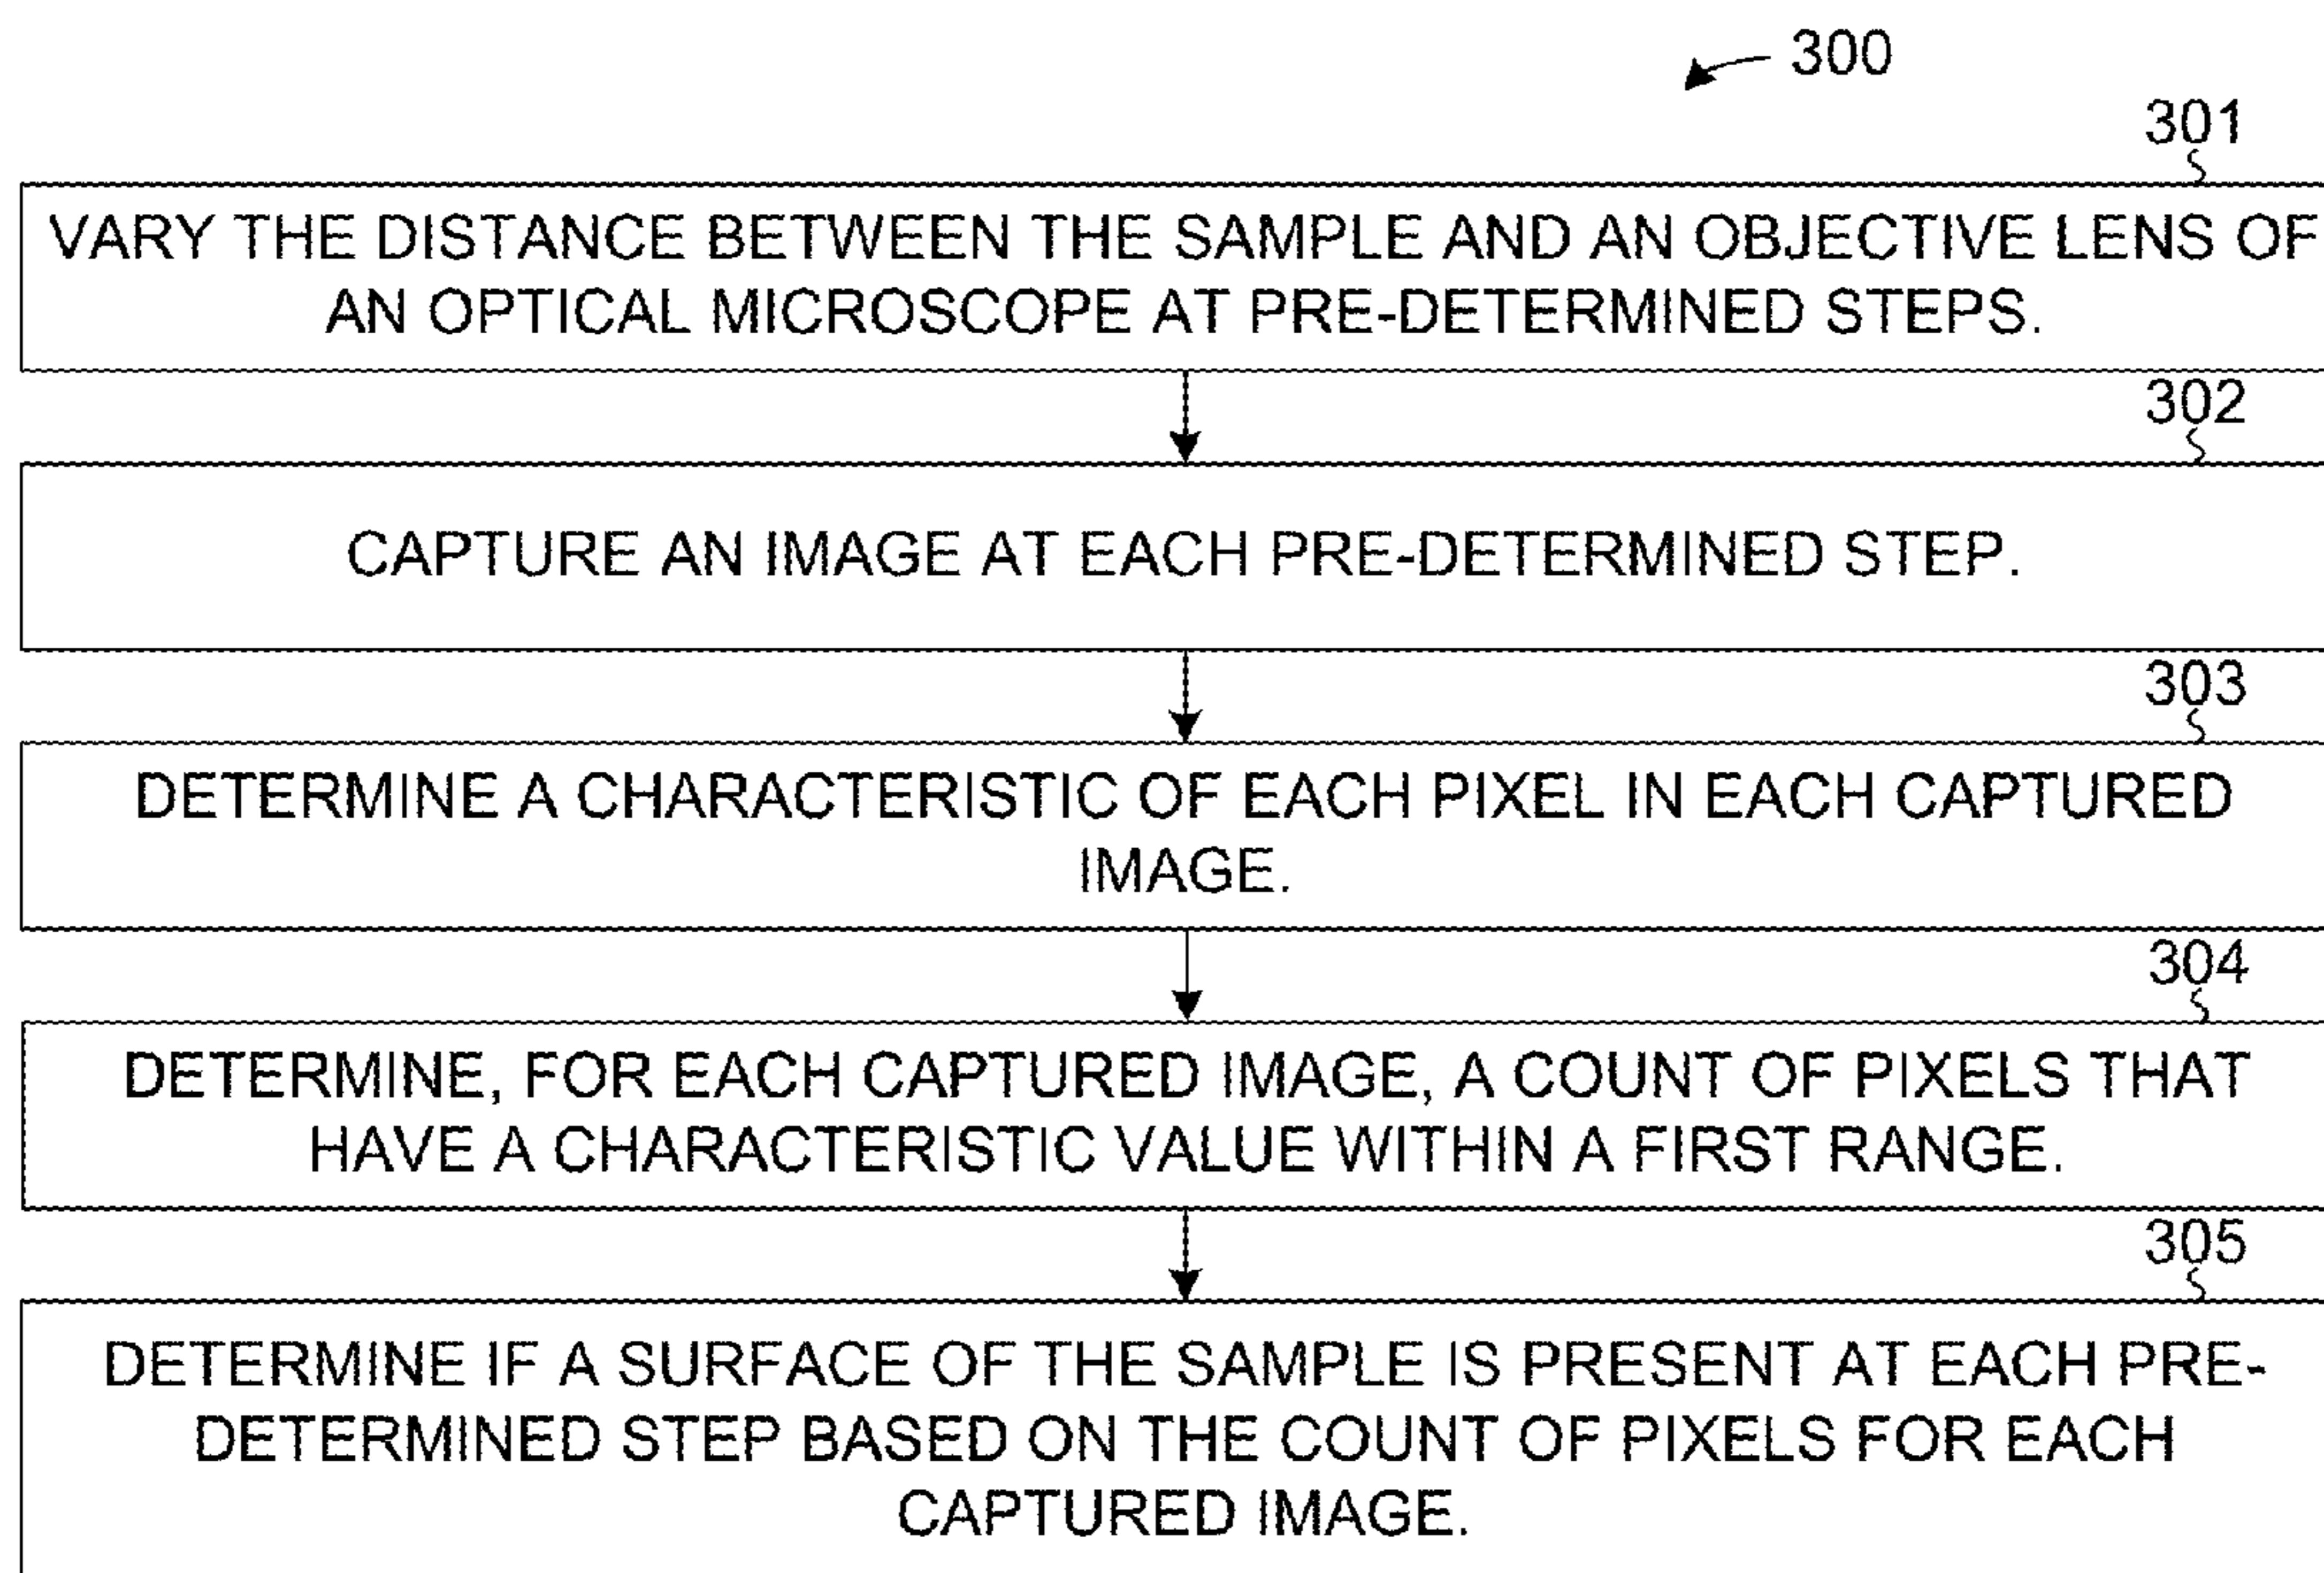 300
301
VARY THE DISTANCE BETWEEN THE SAMPLE AND AN OBJECTIVE LENS OF
AN OPTICAL MICROSCOPE AT PRE-DETERMINED STEPS.
302
CAPTURE AN IMAGE AT EACH PRE-DETERMINED STEP.
303
DETERMINE A CHARACTERISTIC OF EACH PIXEL IN EACH CAPTURED
IMAGE.
304
DETERMINE, FOR EACH CAPTURED IMAGE, A COUNT OF PIXELS THAT
HAVE A CHARACTERISTIC VALUE WITHIN A FIRST RANGE.
305
DETERMINE IF A SURFACE OF THE SAMPLE IS PRESENT AT EACH PRE-
DETERMINED STEP BASED ON THE COUNT OF PIXELS FOR EACH
CAPTURED IMAGE.